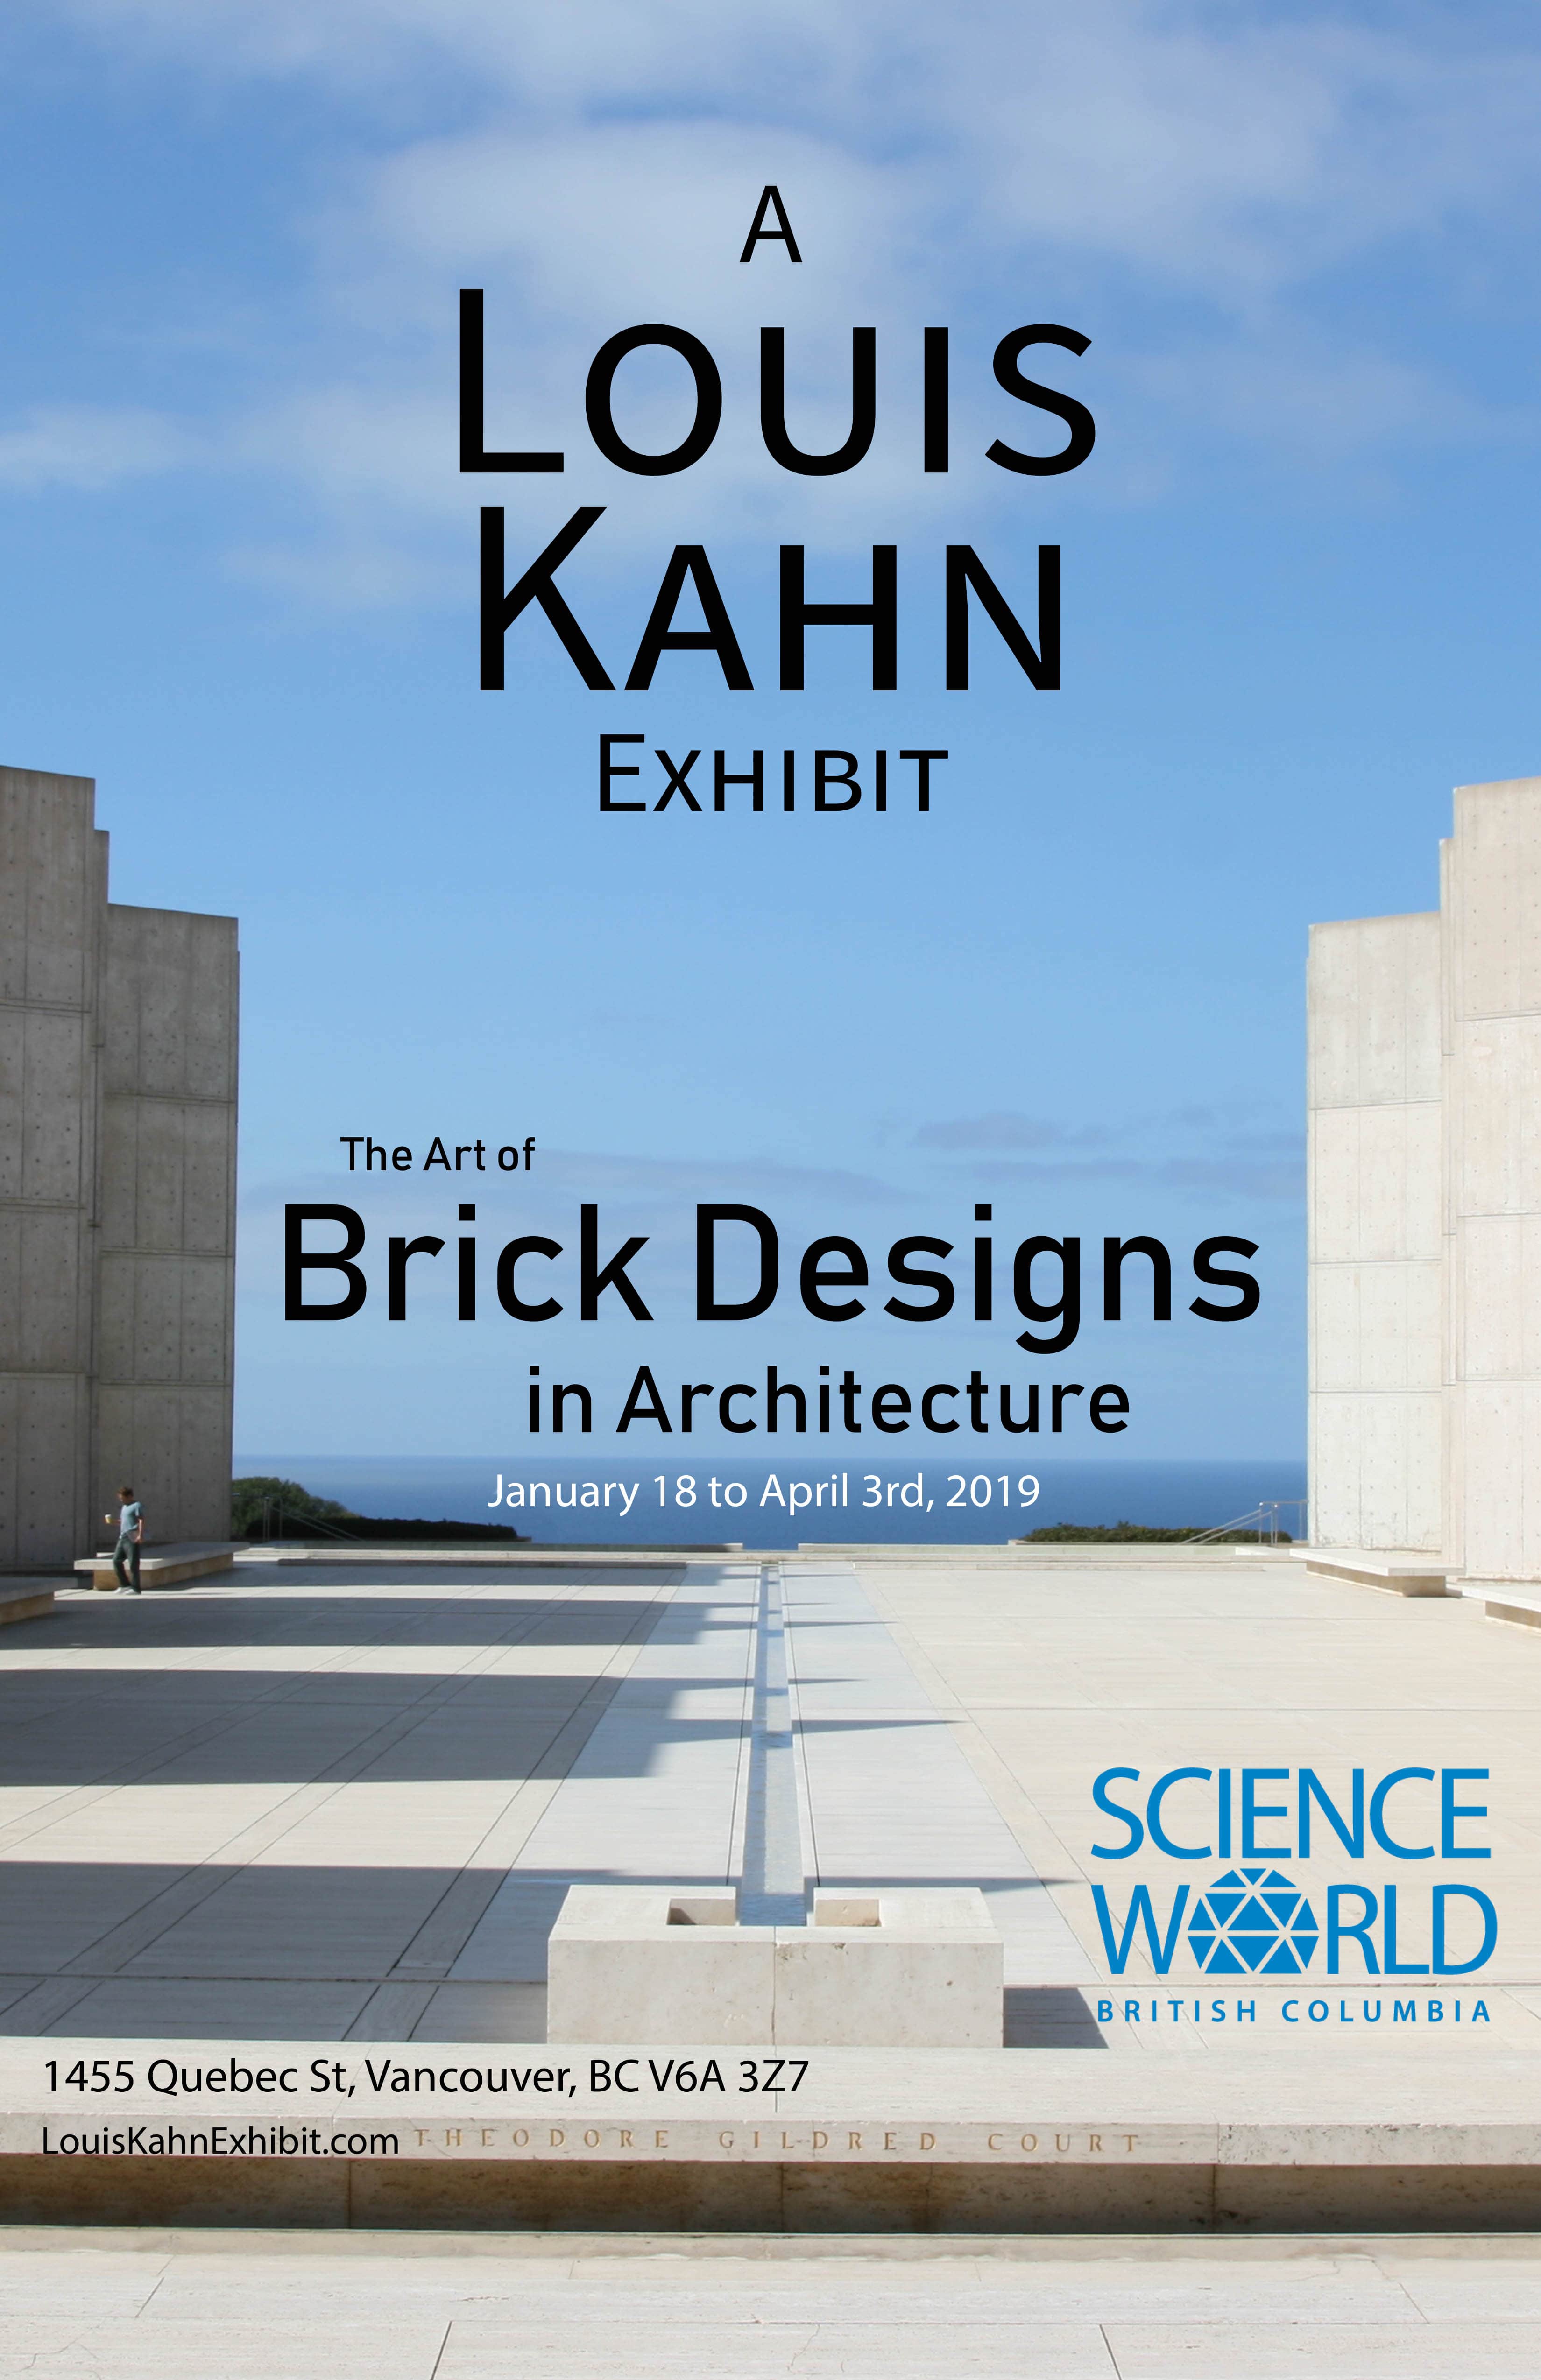 A
LOUIS
KAHN
EXHIBIT
The Art of
Brick Designs
in Architecture
January 18 to April 3rd, 2019
SCIENCE
WORLD
BRITISH COLUMBIA
1455 Quebec St, Vancouver, BC V6A 3Z7
LouisKahnExhibit.com
THEODORE GILDRED COURT